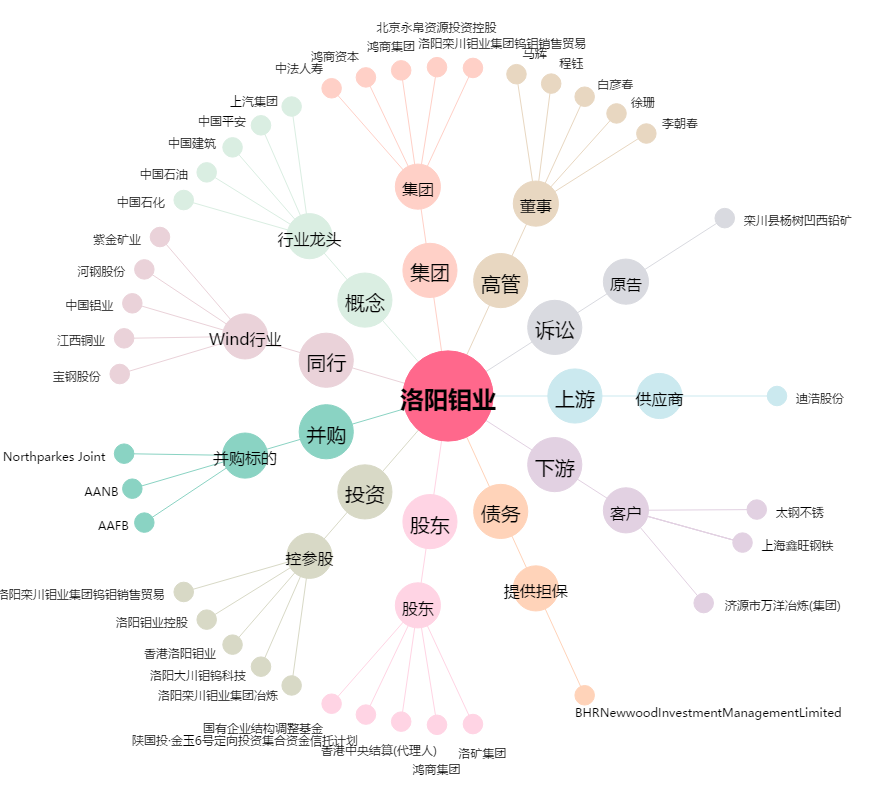 北京永帛资源投资控股
鸿商集团
洛阳栾川钼业集团钨钼销售贸易
鸿商资本
中法人寿
马辉
程钰
白彦春
徐珊
李朝春
上汽集团
中国平安
中国建筑
中国石油
中国石化
集团
董事
栾川县杨树凹西铅矿
行业龙头
紫金矿业
河钢股份
中国铝业
江西铜业
宝钢股份
集团
高管
原告
概念
诉讼
Wind行业
同行
洛阳钼业
上游
供应商
迪浩股份
并购
并购标的
Northparkes Joint
AANB
AAFB
下游
客户
太钢不锈
上海鑫旺钢铁
济源市万洋冶炼(集团)
投资
股东
债务
控参股
提供担保
洛阳栾川钼业集团钨钼销售贸易
洛阳钼业控股
香港洛阳钼业
洛阳大川钼钨科技
洛阳栾川钼业集团冶炼
股东
国有企业结构调整基金
陕国投·金玉6号定向投资集合资金信托计划
香港中央结算(代理人)
鸿商集团
洛矿集团
BHRNewwoodInvestmentManagementLimited